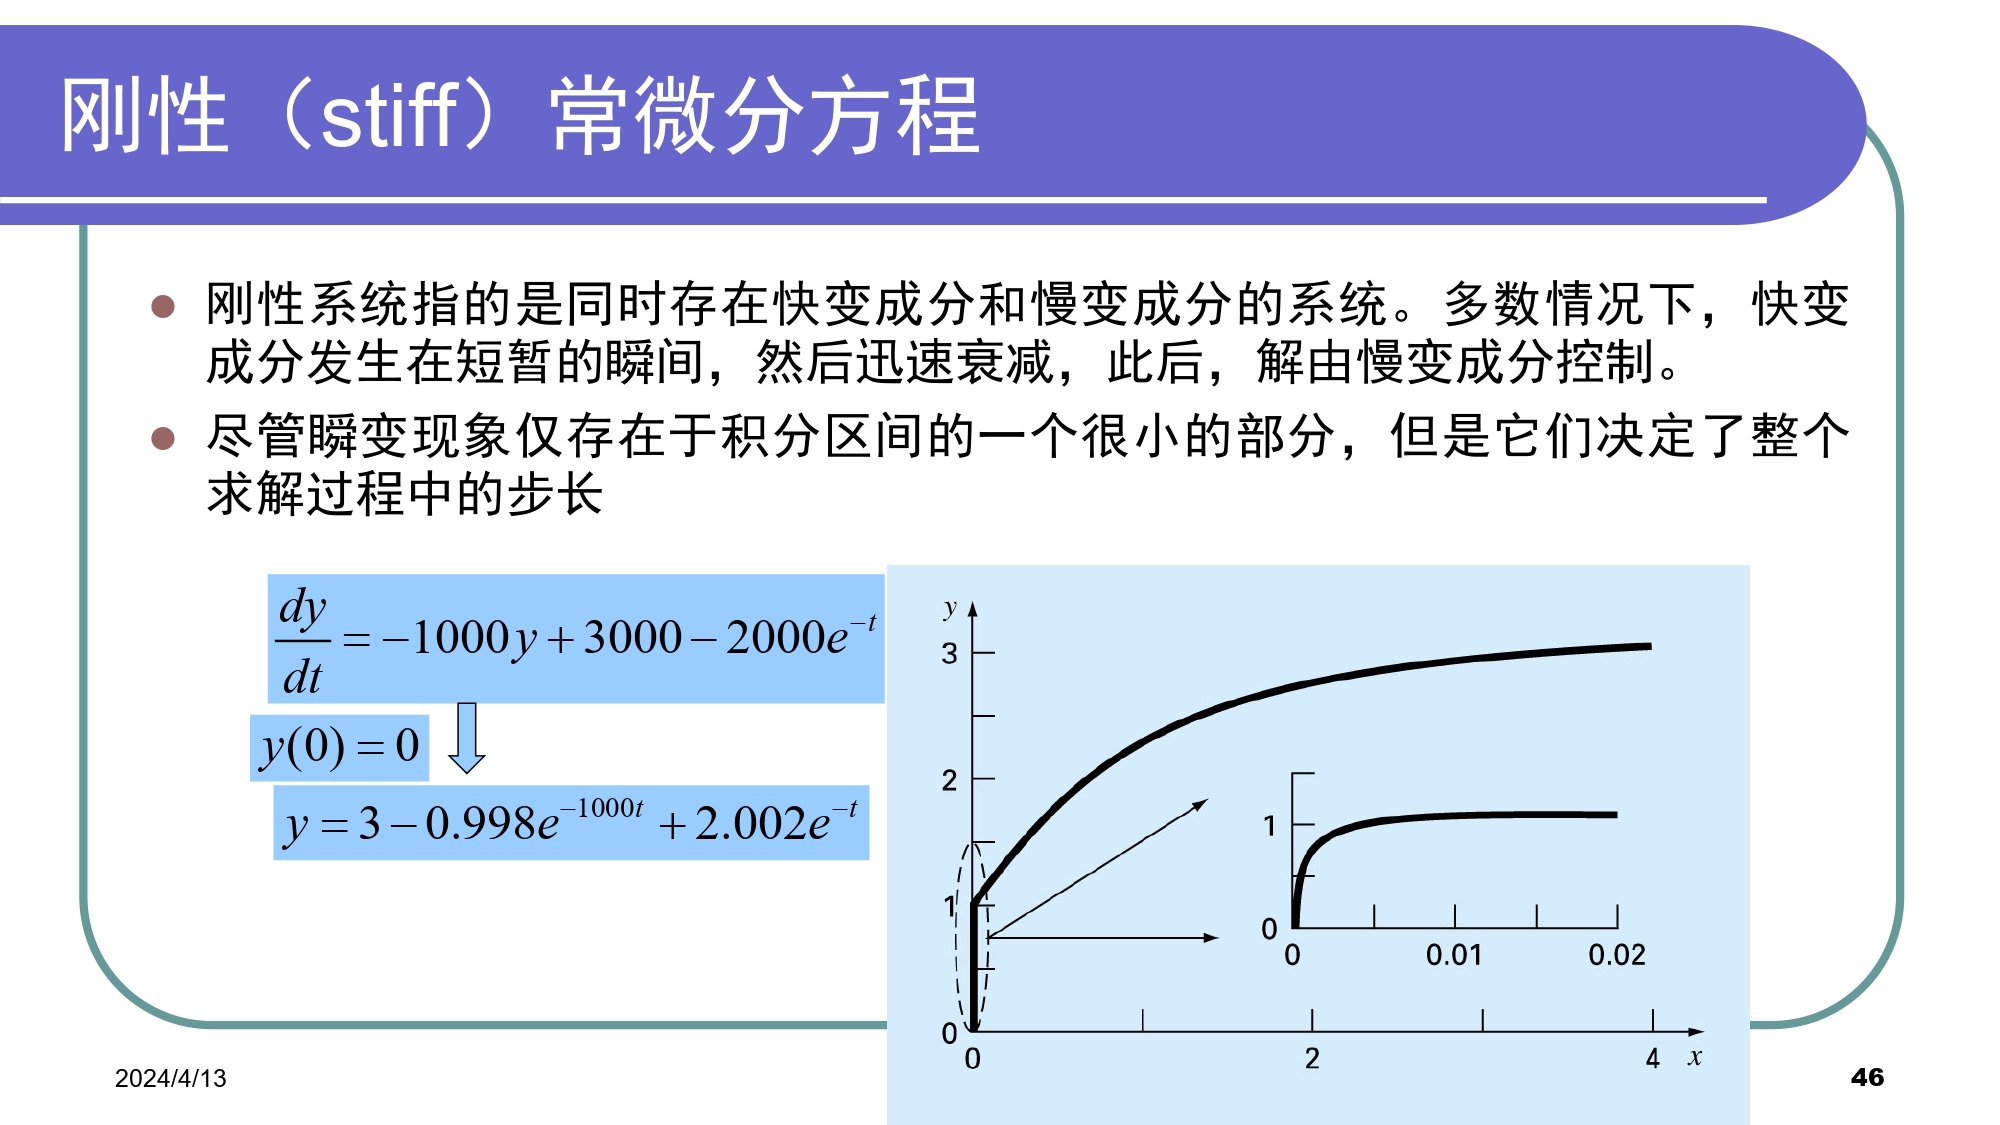 刚性（stiff）常微分方程
刚性系统指的是同时存在快变成分和慢变成分的系统。多数情况下，快变
成分发生在短暂的瞬间，然后迅速衰减，此后，解由慢变成分控制。
尽管瞬变现象仅存在于积分区间的一个很小的部分，但是它们决定了整个
求解过程中的步长
dy/dt = −1000y + 3000 − 2000e^{−t}
y(0) = 0
y = 3 − 0.998e^{−1000t} + 2.002e^{−t}
y
3
2
1
0
0 2 4 x
1
0
0 0.01 0.02
2024/4/13
46